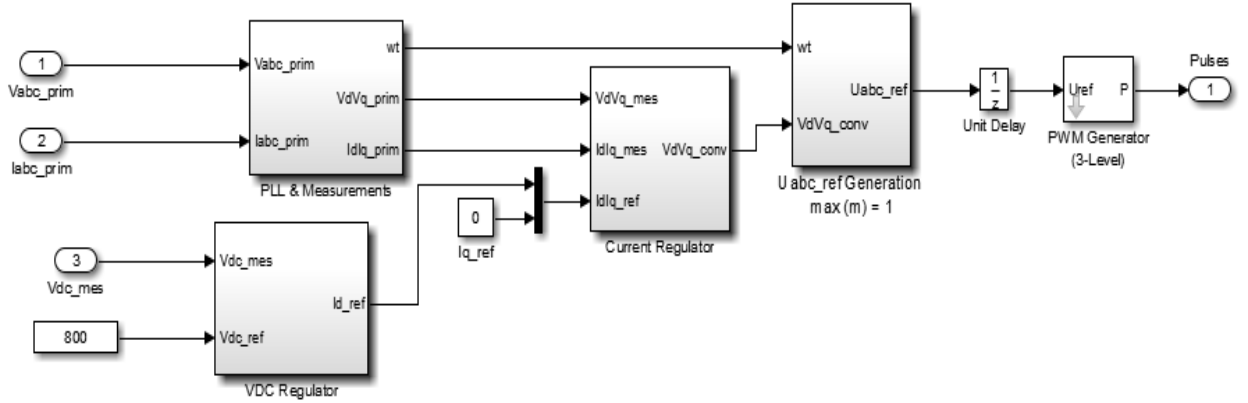 1
Vabc_prim
2
Iabc_prim
Vabc_prim
Iabc_prim
wt
VdVq_prim
IdIq_prim
PLL & Measurements
3
Vdc_mes
800
Vdc_mes
Vdc_ref
Id_ref
VDC Regulator
0
Iq_ref
VdVq_mes
IdIq_mes
IdIq_ref
VdVq_conv
Current Regulator
wt
VdVq_conv
Uabc_ref
Uabc_ref Generation
max (m) = 1
1
z
Unit Delay
Uref
P
PWM Generator
(3-Level)
Pulses
1